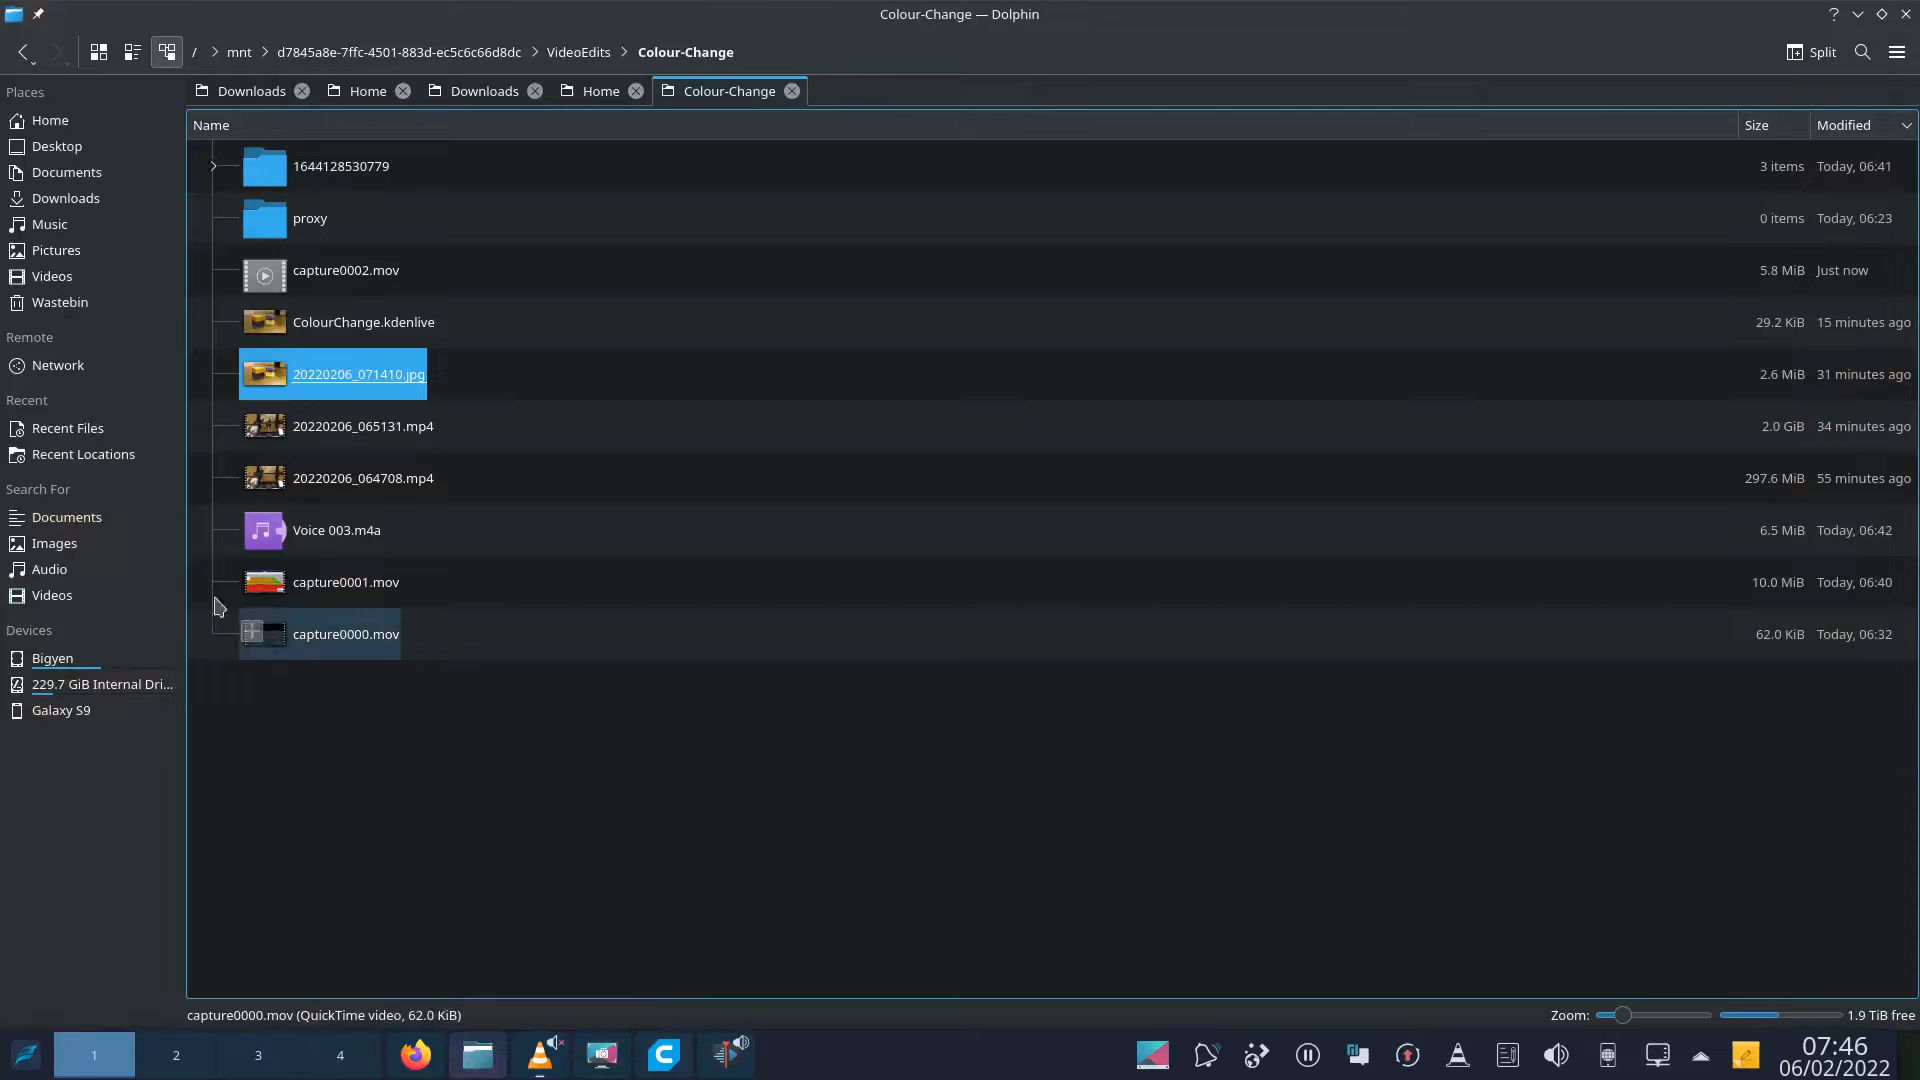 Colour-Change — Dolphin
/ > mnt > d7845a8e-7ffc-4501-883d-ec5c6c66d8dc > VideoEdits > Colour-Change
Split
Places
Home
Desktop
Documents
Downloads
Music
Pictures
Videos
Wastebin
Remote
Network
Recent
Recent Files
Recent Locations
Search For
Documents
Images
Audio
Videos
Devices
Bigyen
229.7 GiB Internal Dri...
Galaxy S9
Downloads Home Downloads Home Colour-Change
Name Size Modified
1644128530779 3 items Today, 06:41
proxy 0 items Today, 06:23
capture0002.mov 5.8 MiB Just now
ColourChange.kdenlive 29.2 KiB 15 minutes ago
20220206_071410.jpg 2.6 MiB 31 minutes ago
20220206_065131.mp4 2.0 GiB 34 minutes ago
20220206_064708.mp4 297.6 MiB 55 minutes ago
Voice 003.m4a 6.5 MiB Today, 06:42
capture0001.mov 10.0 MiB Today, 06:40
capture0000.mov 62.0 KiB Today, 06:32
capture0000.mov (QuickTime video, 62.0 KiB)
Zoom:
1.9 TiB free
1 2 3 4
07:46
06/02/2022